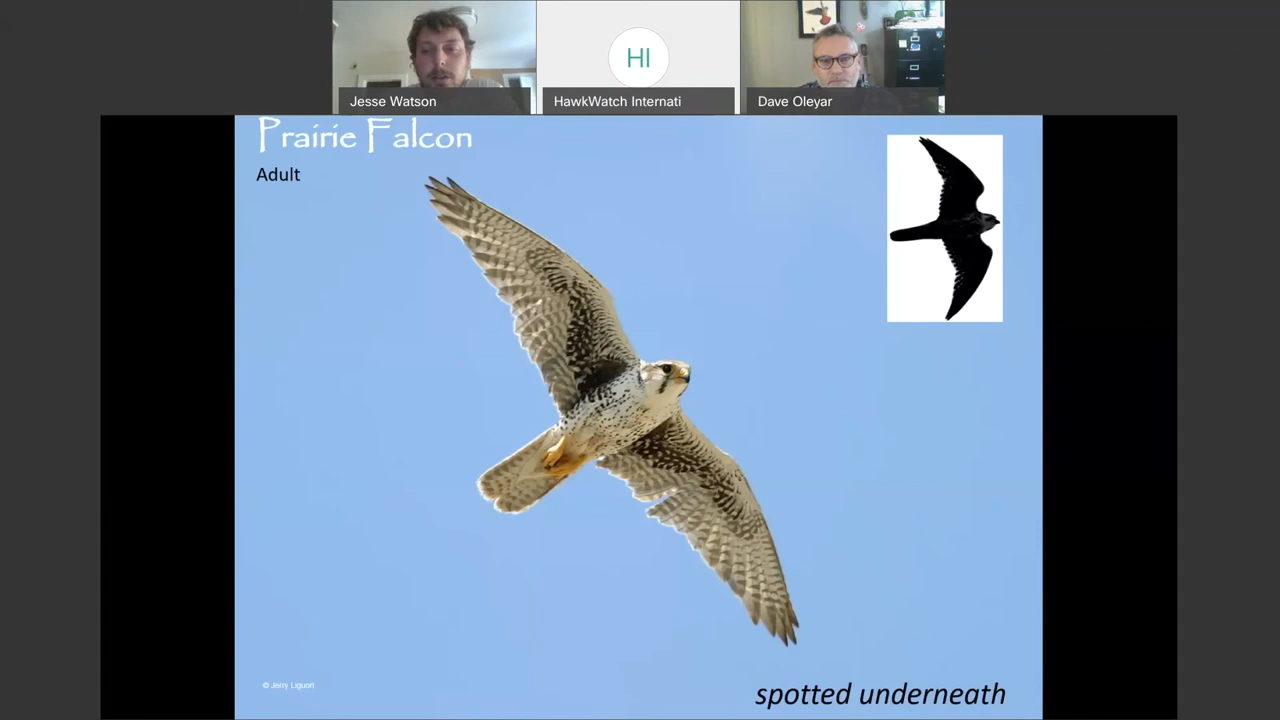 HI
Jesse Watson
HawkWatch Internati
Dave Oleyar
Prairie Falcon
Adult
© Jerry Liguori
spotted underneath